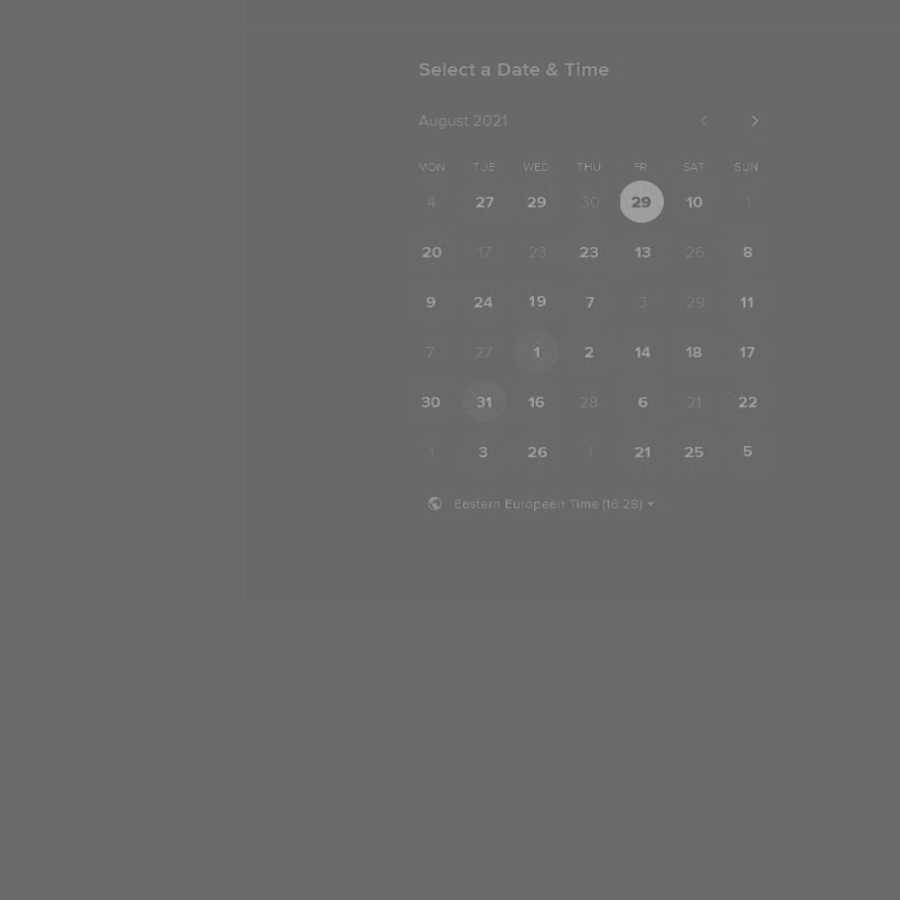 Select a Date & Time
August 2021
MON TUE WED THU FRI SAT SUN
4 27 29 30 29 10 1
20 17 23 23 13 26 8
9 24 19 7 3 29 11
7 27 1 2 14 18 17
30 31 16 28 6 21 22
1 3 26 1 21 25 5
Eastern European Time (16:28)